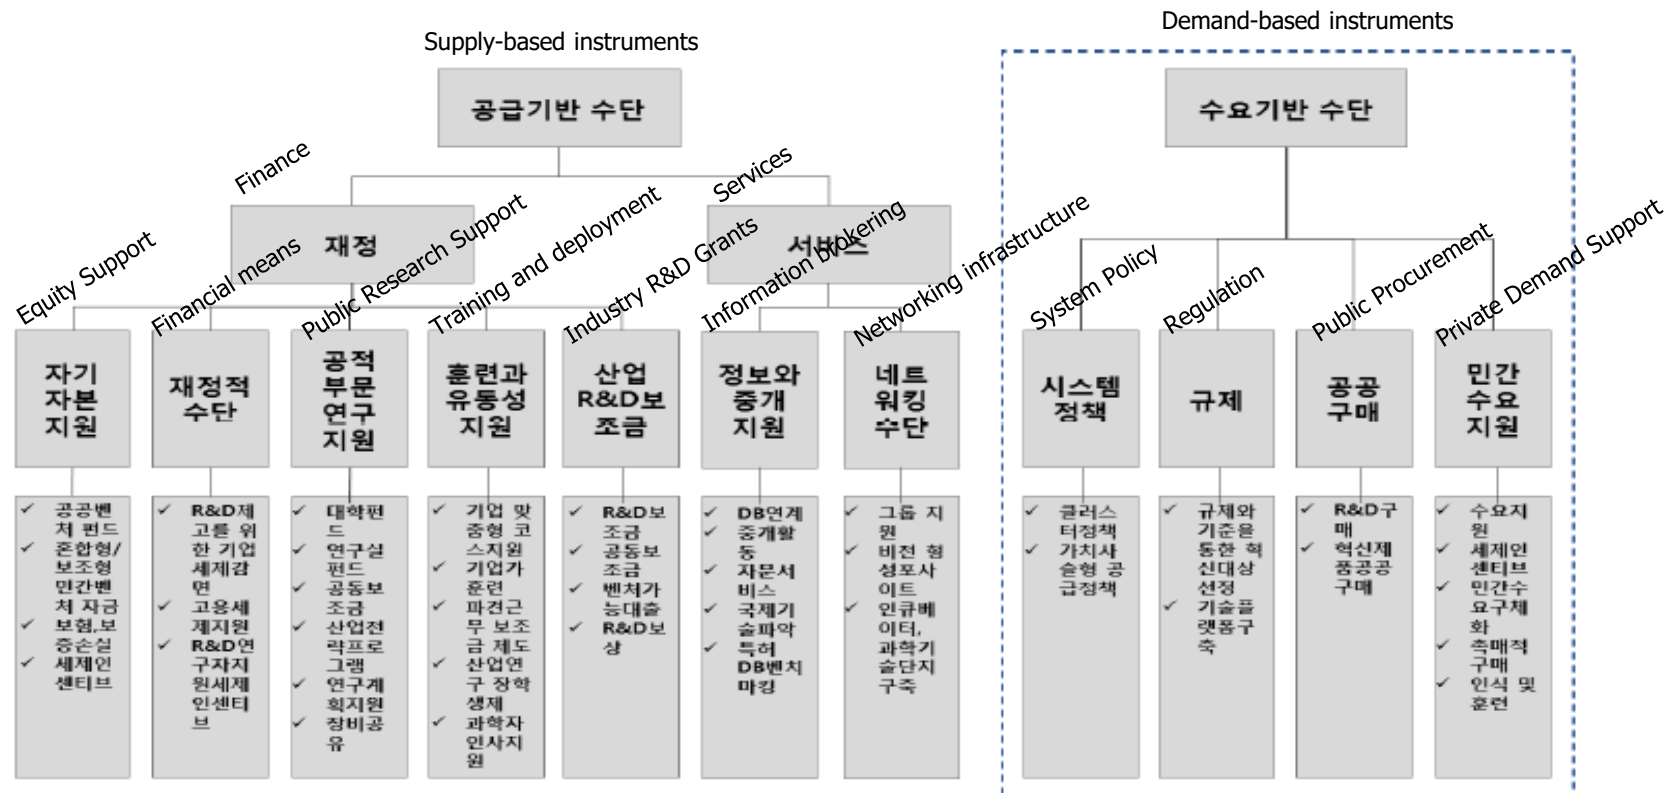 Supply-based instruments
Demand-based instruments
공급기반 수단
수요기반 수단
Finance
Services
재정
서비스
Equity Support
Financial means
Public Research Support
Training and deployment
Industry R&D Grants
Information brokering
Networking infrastructure
System Policy
Regulation
Public Procurement
Private Demand Support
자기
자본
지원
재정적
수단
공적
부문
연구
지원
훈련과
유동성
지원
산업
R&D보
조금
정보와
중개
지원
네트
워킹
수단
시스템
정책
규제
공공
구매
민간
수요
지원
✓ 공공벤
처 펀드
✓ 혼합형/
보조형
민간벤
처 자금
✓ 보험,보
증손실
✓ 세제인
센티브
✓ R&D제
고를 위
한 기업
세제감
면
✓ 고용세
제지원
✓ R&D연
구자지
원세제
인센티
브
✓ 대학펀
드
✓ 연구실
펀드
✓ 공동보
조금
✓ 산업전
략프로
그램
✓ 연구계
획지원
✓ 장비공
유
✓ 기업 맞
춤형 코
스지원
✓ 기업가
훈련
✓ 파견근
무 보조
금 제도
✓ 산업연
구 장학
생제
✓ 과학자
인사지
원
✓ R&D보
조금
✓ 공동보
조금
✓ 벤처가
능대출
✓ R&D보
상
✓ DB연계
✓ 중개활
동
✓ 자문서
비스
✓ 국제기
술파악
✓ 특허
DB벤치
마킹
✓ 그룹 지
원
✓ 비전 형
성포사
이트
✓ 인큐베
이터,
과학기
술단지
구축
✓ 클러스
터정책
✓ 가치사
슬형 공
급정책
✓ 규제와
기준을
통한 혁
신대상
선정
✓ 기술플
랫폼구
축
✓ R&D구
매
✓ 혁신제
품공공
구매
✓ 수요지
원
✓ 세제인
센티브
✓ 민간수
요구체
화
✓ 촉매적
구매
✓ 인식 및
훈련